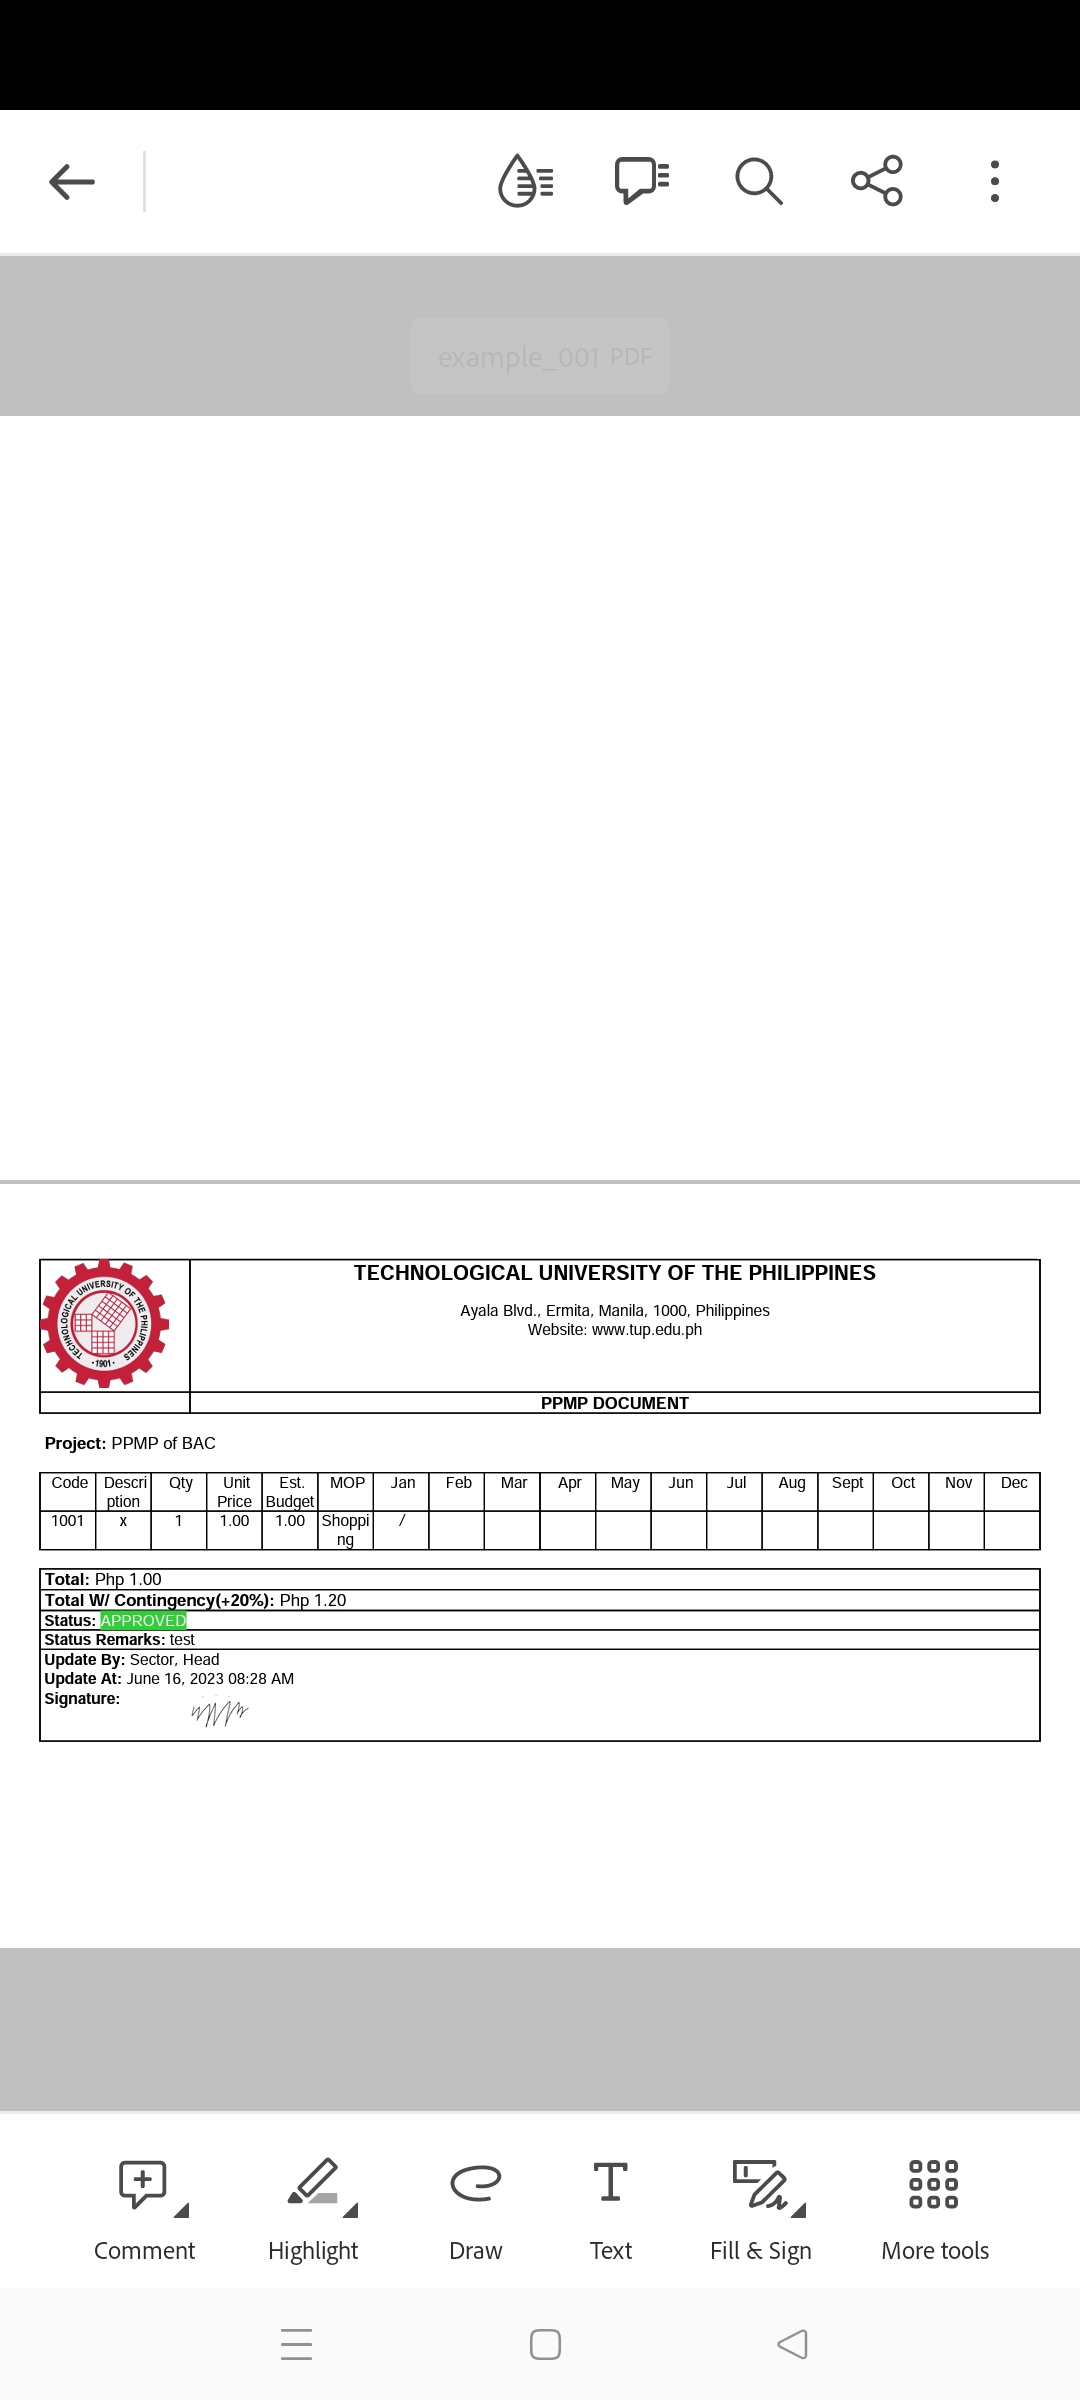 example_001 PDF
TECHNOLOGICAL UNIVERSITY OF THE PHILIPPINES
Ayala Blvd., Ermita, Manila, 1000, Philippines
Website: www.tup.edu.ph
TECHNOLOGICAL UNIVERSITY OF THE PHILIPPINES
· 1901 ·
PPMP DOCUMENT
Project: PPMP of BAC
Code Descri Qty Unit Est. MOP Jan Feb Mar Apr May Jun Jul Aug Sept Oct Nov Dec
ption Price Budget
1001 x 1 1.00 1.00 Shoppi /
ng
Total: Php 1.00
Total W/ Contingency(+20%): Php 1.20
Status: APPROVED
Status Remarks: test
Update By: Sector, Head
Update At: June 16, 2023 08:28 AM
Signature:
Comment Highlight Draw Text Fill & Sign More tools